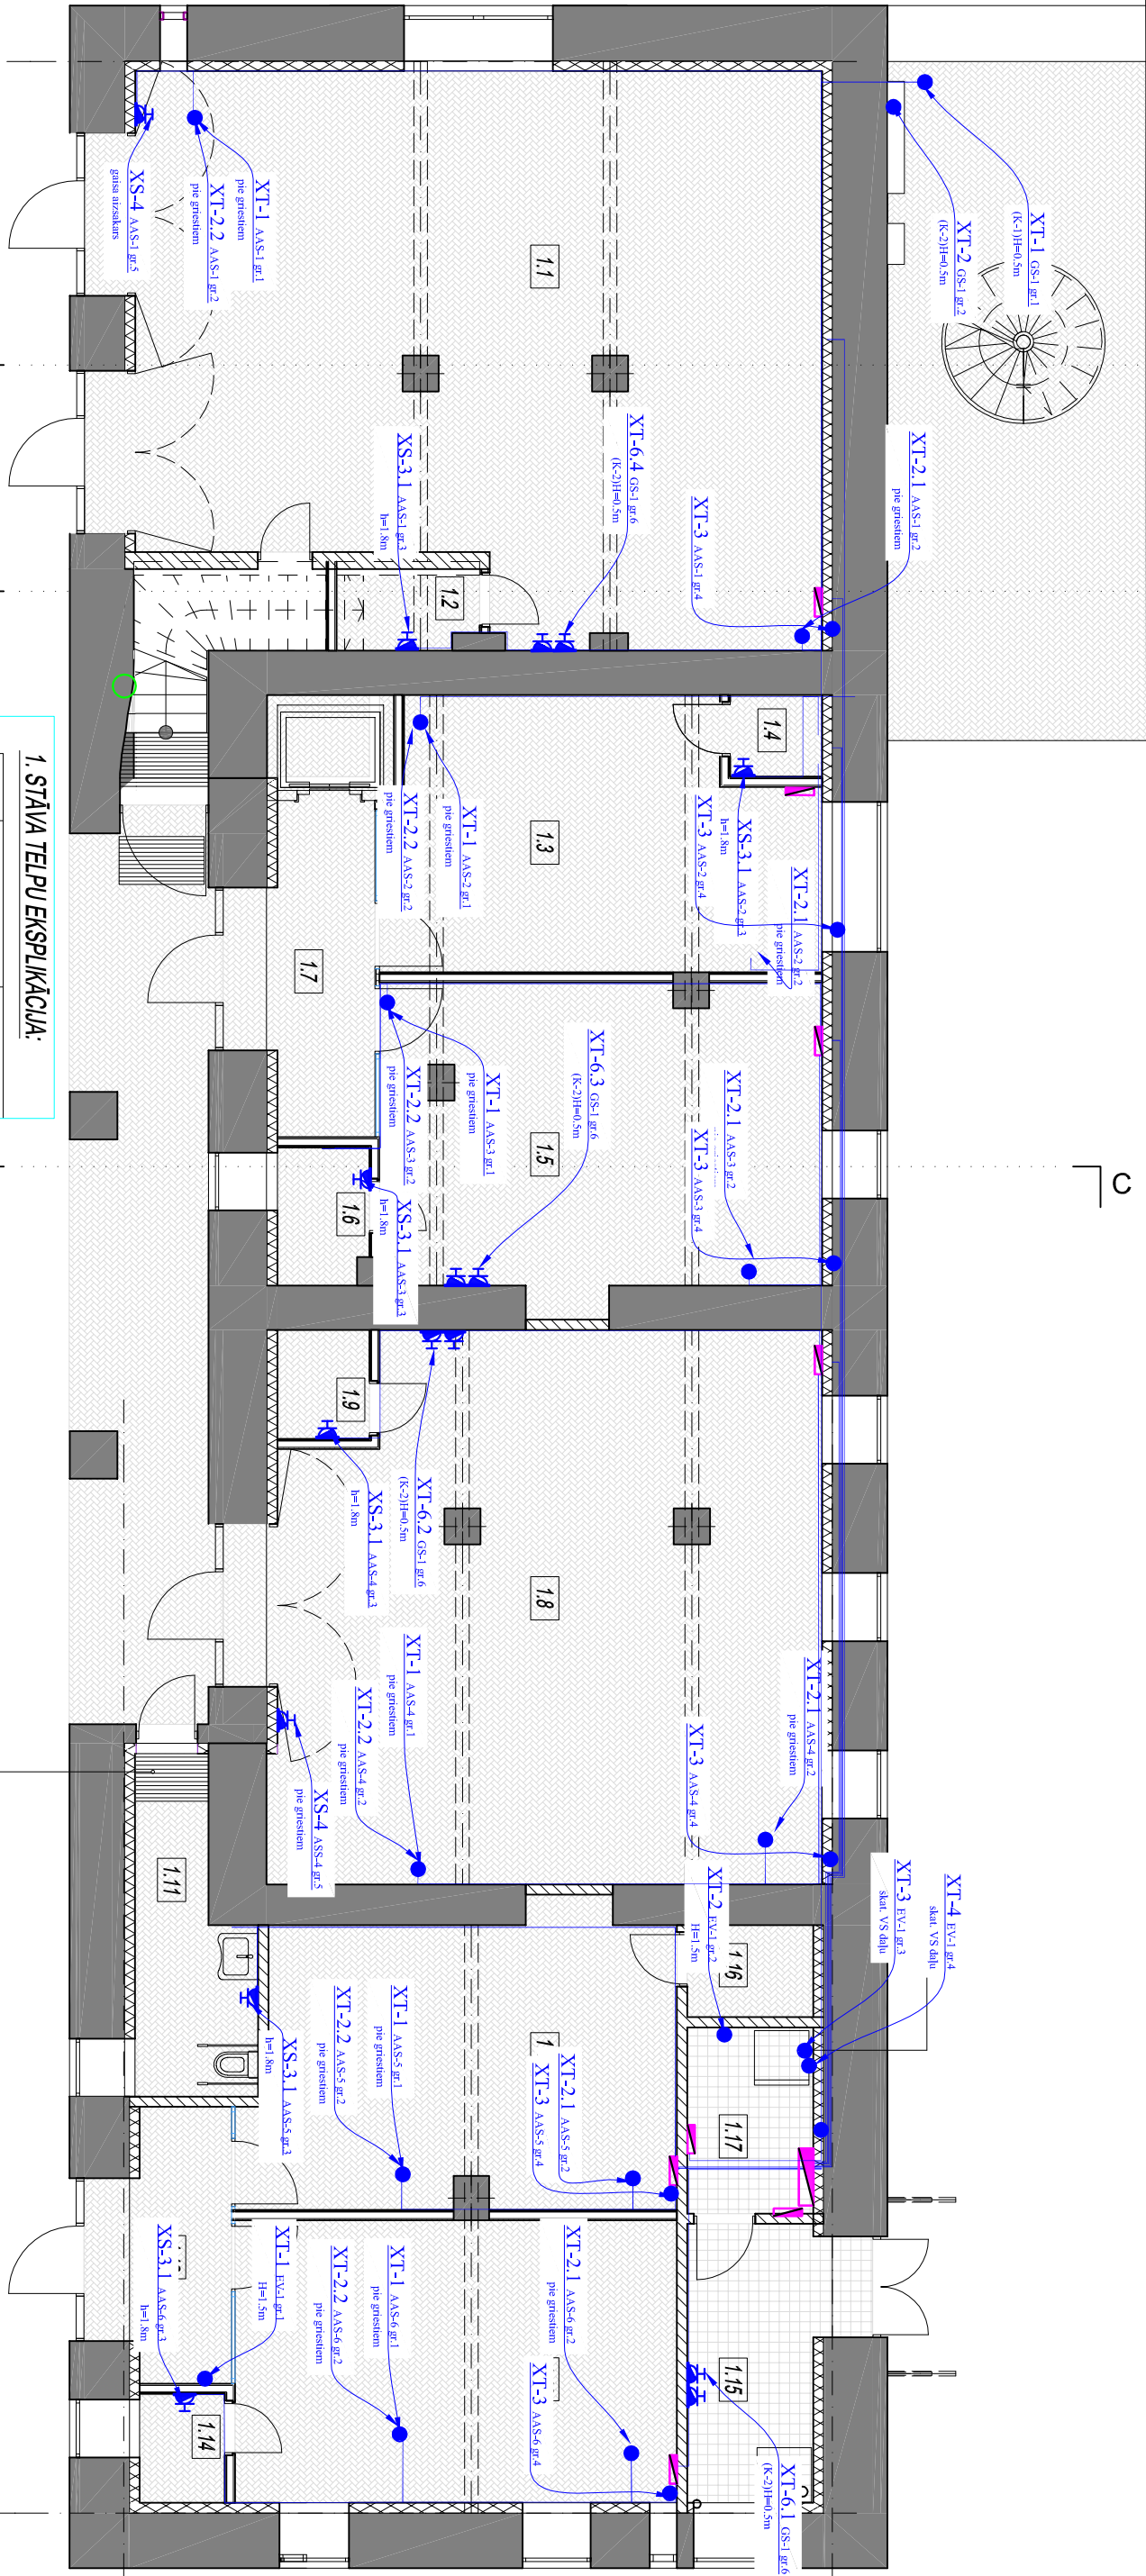 XT-1 GS-1 gr.1
(K-1)H=0.5m
XT-2 GS-1 gr.2
(K-2)H=0.5m
XT-1 AAS-1 gr.1
pie griestiem
XT-2.2 AAS-1 gr.2
pie griestiem
XS-4 AAS-1 gr.5
gaisa aizsakars
1.1
XT-2.1 AAS-1 gr.2
pie griestiem
XT-6.4 GS-1 gr.6
(K-2)H=0.5m
XS-3.1 AAS-1 gr.3
h=1.8m
XT-3 AAS-1 gr.4
1.2
1.4
1.3
1.7
XT-1 AAS-2 gr.1
pie griestiem
XT-2.2 AAS-2 gr.2
pie griestiem
XT-2.1 AAS-2 gr.2
pie griestiem
XS-3.1 AAS-2 gr.3
h=1.8m
XT-3 AAS-2 gr.4
1. STĀVA TELPU EKSPLIKĀCIJA:
C
XT-6.3 GS-1 gr.6
(K-2)H=0.5m
XT-2.1 AAS-3 gr.2
XT-3 AAS-3 gr.4
XT-1 AAS-3 gr.1
pie griestiem
XT-2.2 AAS-3 gr.2
pie griestiem
1.5
1.6
XS-3.1 AAS-3 gr.3
h=1.8m
1.9
XT-6.2 GS-1 gr.6
(K-2)H=0.5m
XS-3.1 AAS-4 gr.3
h=1.8m
1.8
XT-1 AAS-4 gr.1
pie griestiem
XT-2.2 AAS-4 gr.2
pie griestiem
XS-4 ASS-4 gr.5
pie griestiem
XT-2.1 AAS-4 gr.2
pie griestiem
XT-3 AAS-4 gr.4
XT-4 EV-1 gr.4
skat. VS daļu
XT-3 EV-1 gr.3
skat. VS daļu
XT-2 EV-1 gr.2
H=1.5m
1.11
1.16
1.17
XT-1 AAS-5 gr.1
pie griestiem
XT-2.2 AAS-5 gr.2
pie griestiem
XS-3.1 AAS-5 gr.3
h=1.8m
XT-2.1 AAS-5 gr.2
XT-3 AAS-5 gr.4
XT-1 EV-1 gr.1
H=1.5m
XS-3.1 AAS-6 gr.3
h=1.8m
XT-1 AAS-6 gr.1
pie griestiem
XT-2.2 AAS-6 gr.2
pie griestiem
XT-2.1 AAS-6 gr.2
pie griestiem
XT-3 AAS-6 gr.4
1.15
1.14
XT-6.1 GS-1 gr.6
(K-2)H=0.5m